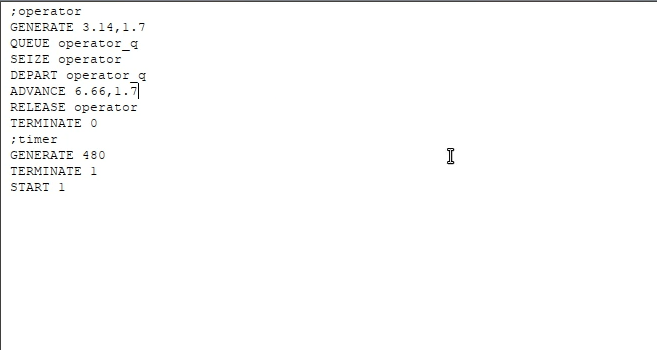 ;operator
GENERATE 3.14,1.7
QUEUE operator_q
SEIZE operator
DEPART operator_q
ADVANCE 6.66,1.7
RELEASE operator
TERMINATE 0
;timer
GENERATE 480
TERMINATE 1
START 1